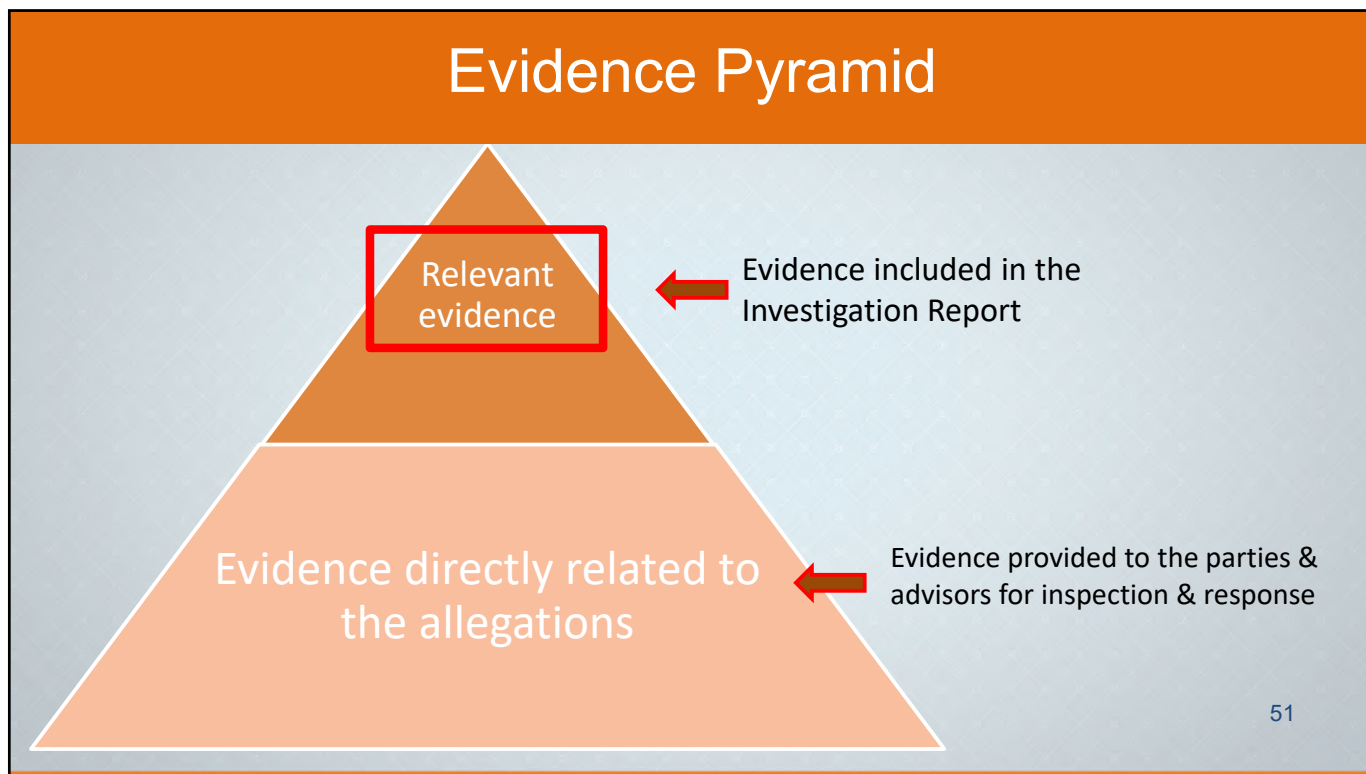 Evidence Pyramid
Relevant
evidence
Evidence included in the
Investigation Report
Evidence directly related to
the allegations
Evidence provided to the parties &
advisors for inspection & response
51